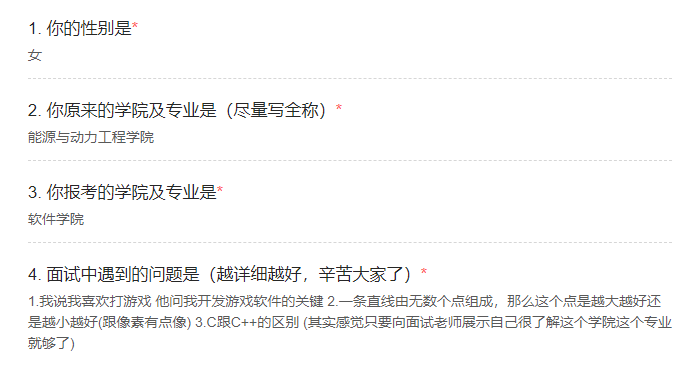 1. 你的性别是*
女
2. 你原来的学院及专业是（尽量写全称）*
能源与动力工程学院
3. 你报考的学院及专业是*
软件学院
4. 面试中遇到的问题是（越详细越好，辛苦大家了）*
1.我说我喜欢打游戏 他问我开发游戏软件的关键 2.一条直线由无数个点组成，那么这个点是越大越好还
是越小越好(跟像素有点像) 3.C跟C++的区别 (其实感觉只要向面试老师展示自己很了解这个学院这个专业
就够了)